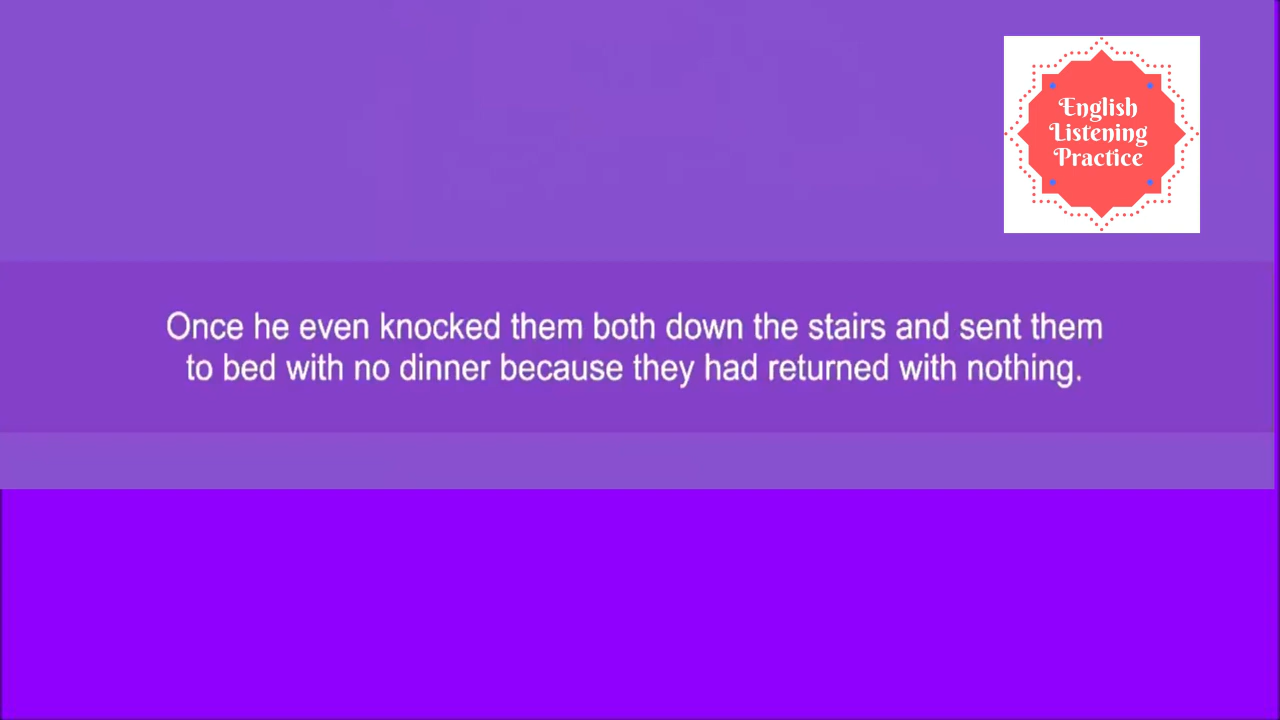 English
Listening
Practice
Once he even knocked them both down the stairs and sent them
to bed with no dinner because they had returned with nothing.